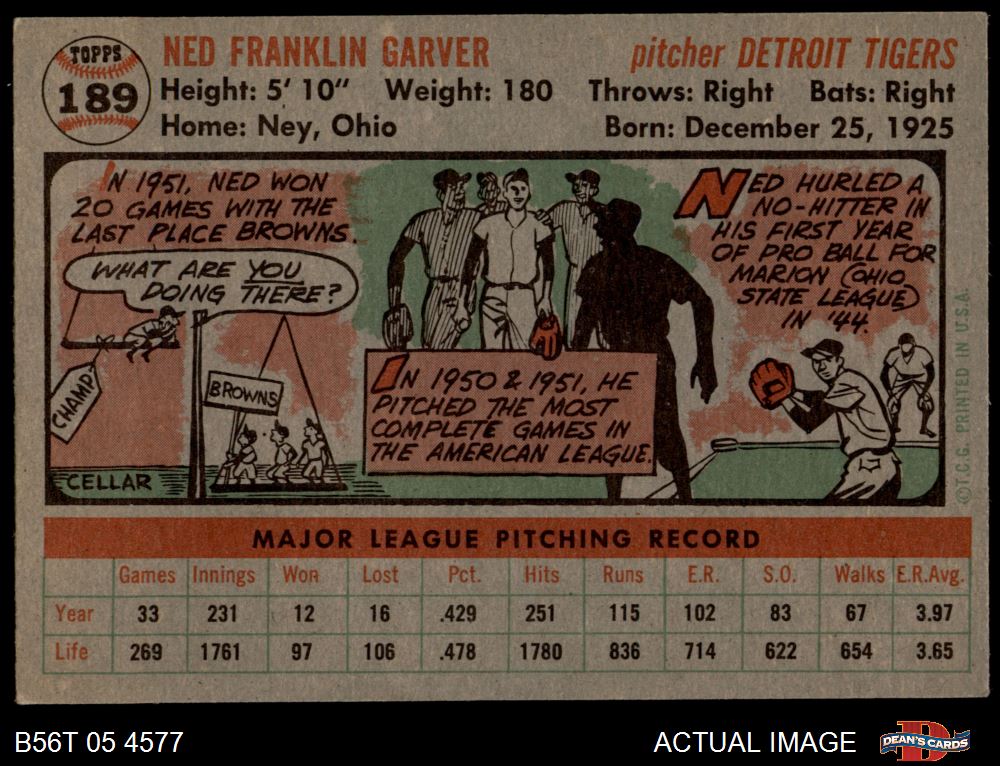 TOPPS
189
NED FRANKLIN GARVER
pitcher DETROIT TIGERS
Height: 5' 10" Weight: 180 Throws: Right Bats: Right
Home: Ney, Ohio Born: December 25, 1925
IN 1951, NED WON
20 GAMES WITH THE
LAST PLACE BROWNS.
WHAT ARE YOU
DOING THERE?
CHAMP
BROWNS
CELLAR
IN 1950 & 1951, HE
PITCHED THE MOST
COMPLETE GAMES IN
THE AMERICAN LEAGUE.
NED HURLED A
NO-HITTER IN
HIS FIRST YEAR
OF PRO BALL FOR
MARION (OHIO
STATE LEAGUE)
IN '44.
©T.C.G. PRINTED IN U.S.A.
MAJOR LEAGUE PITCHING RECORD
Games Innings Won Lost Pct. Hits Runs E.R. S.O. Walks E.R.Avg.
Year 33 231 12 16 .429 251 115 102 83 67 3.97
Life 269 1761 97 106 .478 1780 836 714 622 654 3.65
B56T 05 4577
ACTUAL IMAGE
DEAN'S CARDS